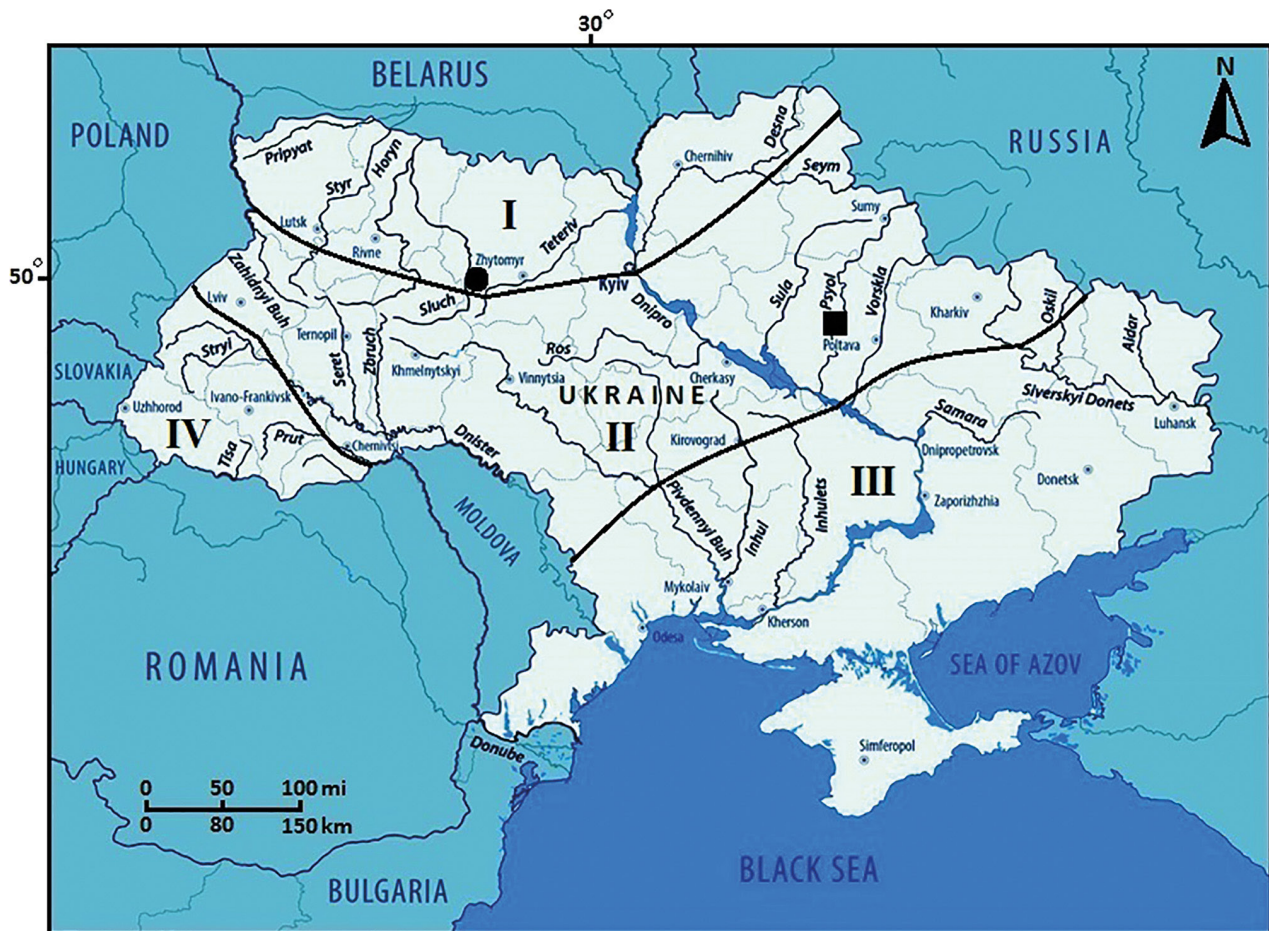 30°
N
BELARUS
POLAND
RUSSIA
Desna
Chernihiv
Seym
Pripyat
Horyn
Styr
I
Lutsk
Rivne
Teteriv
Sumy
Zhytomyr
50°
Kyiv
Zahidnyi Buh
Lviv
Sluch
Dnipro
Sula
Psyol
Vorskla
Kharkiv
Oskil
Aidar
Ternopil
Seret
Zbruch
Stryi
Ros
Poltava
SLOVAKIA
Khmelnytskyi
Vinnytsia
Cherkasy
UKRAINE
Siverskyi Donets
Uzhhorod
Ivano-Frankivsk
Samara
Luhansk
IV
Tisa
Prut
Chernivtsi
Dnister
II
Kirovograd
Dnipropetrovsk
HUNGARY
III
Donetsk
Zaporizhzhia
MOLDOVA
Pivdennyi Buh
Inhul
Inhulets
Mykolaiv
Kherson
Odesa
ROMANIA
SEA OF AZOV
Simferopol
Donube
0 50 100 mi
0 80 150 km
BLACK SEA
BULGARIA